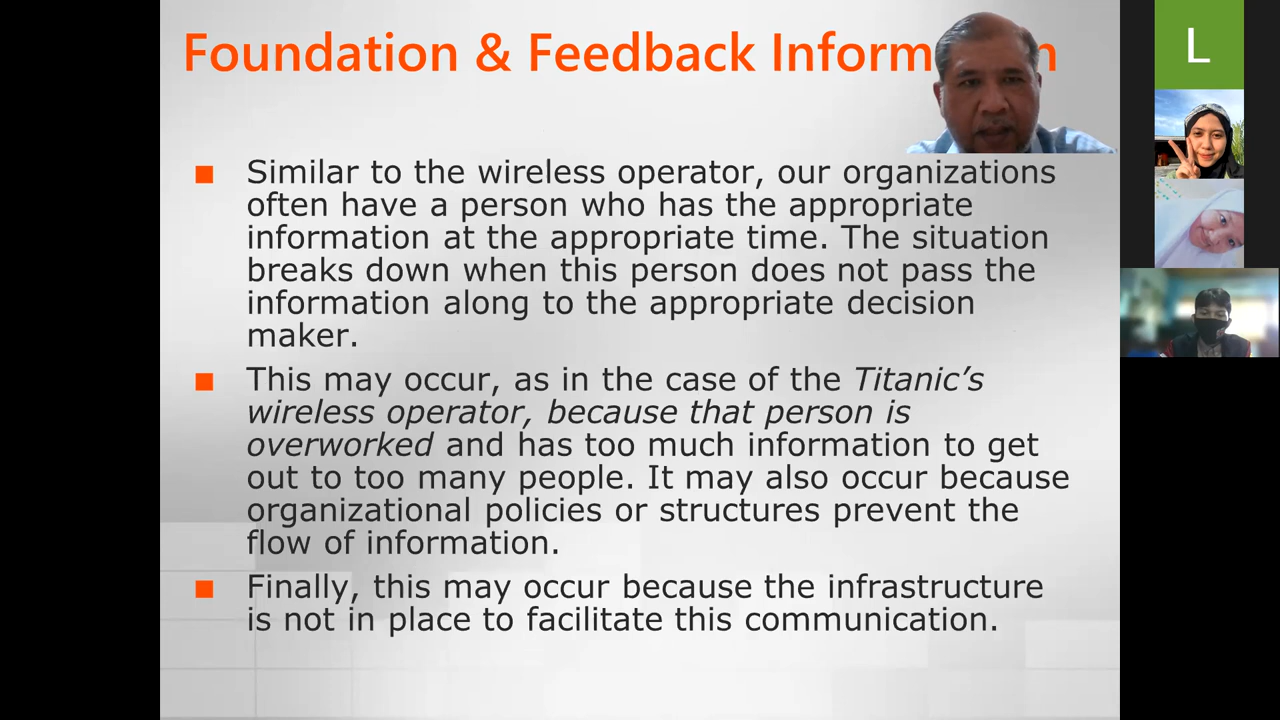 Foundation & Feedback
L
Similar to the wireless operator, our organizations
often have a person who has the appropriate
information at the appropriate time. The situation
breaks down when this person does not pass the
information along to the appropriate decision
maker.
This may occur, as in the case of the Titanic’s
wireless operator, because that person is
overworked and has too much information to get
out to too many people. It may also occur because
organizational policies or structures prevent the
flow of information.
Finally, this may occur because the infrastructure
is not in place to facilitate this communication.